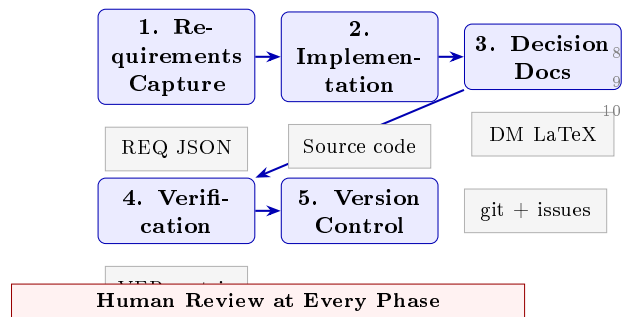 1. Re-
quirements
Capture
2.
Implemen-
tation
3. Decision
Docs
8
9
10
REQ JSON
Source code
DM LaTeX
4. Verifi-
cation
5. Version
Control
git + issues
Human Review at Every Phase